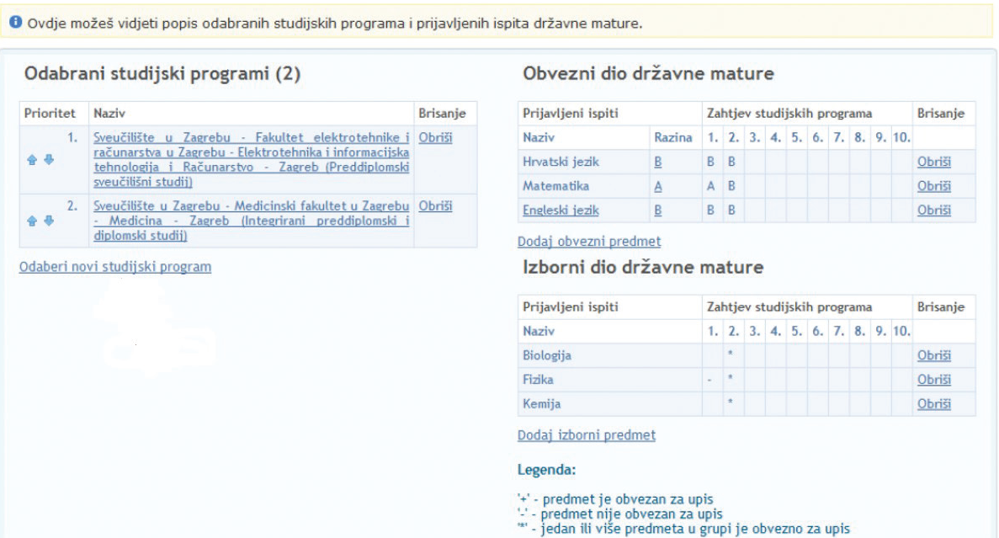 Ovdje možeš vidjeti popis odabranih studijskih programa i prijavljenih ispita državne mature.
Odabrani studijski programi (2)
Prioritet Naziv Brisanje
1. Sveučilište u Zagrebu - Fakultet elektrotehnike i Obriši
računarstva u Zagrebu - Elektrotehnika i informacijska
tehnologija i Računarstvo - Zagreb (Preddiplomski
sveučilišni studij)
2. Sveučilište u Zagrebu - Medicinski fakultet u Zagrebu Obriši
- Medicina - Zagreb (Integrirani preddiplomski i
diplomski studij)
Odaberi novi studijski program
Obvezni dio državne mature
Prijavljeni ispiti Zahtjev studijskih programa Brisanje
Naziv Razina 1. 2. 3. 4. 5. 6. 7. 8. 9. 10.
Hrvatski jezik B B B Obriši
Matematika A A B Obriši
Engleski jezik B B B Obriši
Dodaj obvezni predmet
Izborni dio državne mature
Prijavljeni ispiti Zahtjev studijskih programa Brisanje
Naziv 1. 2. 3. 4. 5. 6. 7. 8. 9. 10.
Biologija * Obriši
Fizika - * Obriši
Kemija * Obriši
Dodaj izborni predmet
Legenda:
'+' - predmet je obvezan za upis
'-' - predmet nije obvezan za upis
'*' - jedan ili više predmeta u grupi je obvezno za upis